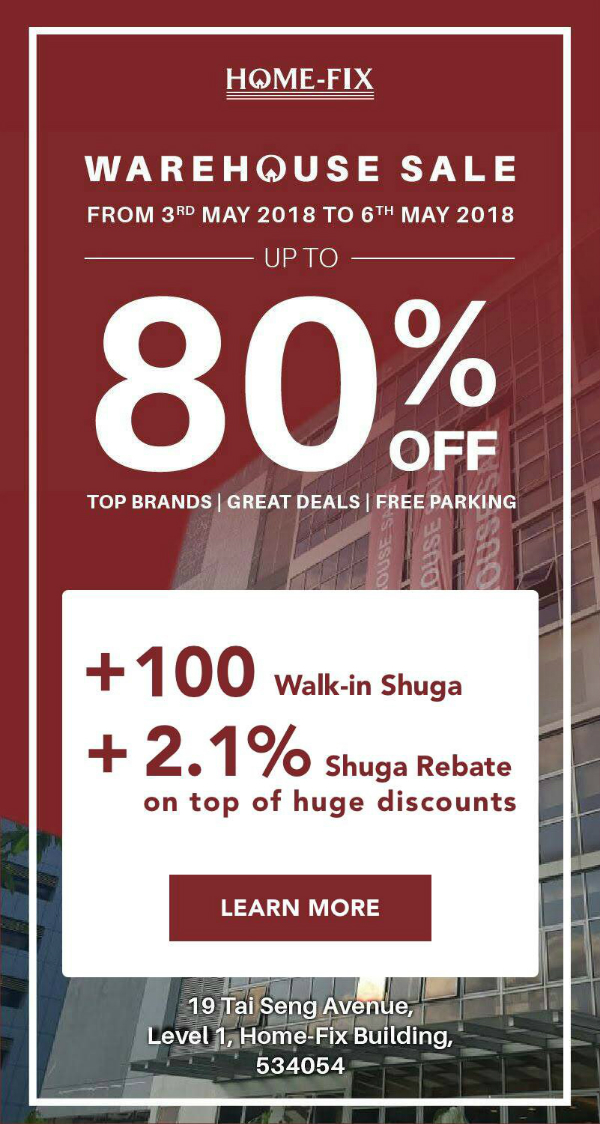 HOME-FIX
WAREHOUSE SALE
FROM 3RD MAY 2018 TO 6TH MAY 2018
UP TO
80%
OFF
TOP BRANDS | GREAT DEALS | FREE PARKING
+100 Walk-in Shuga
+ 2.1% Shuga Rebate
on top of huge discounts
LEARN MORE
19 Tai Seng Avenue,
Level 1, Home-Fix Building,
534054